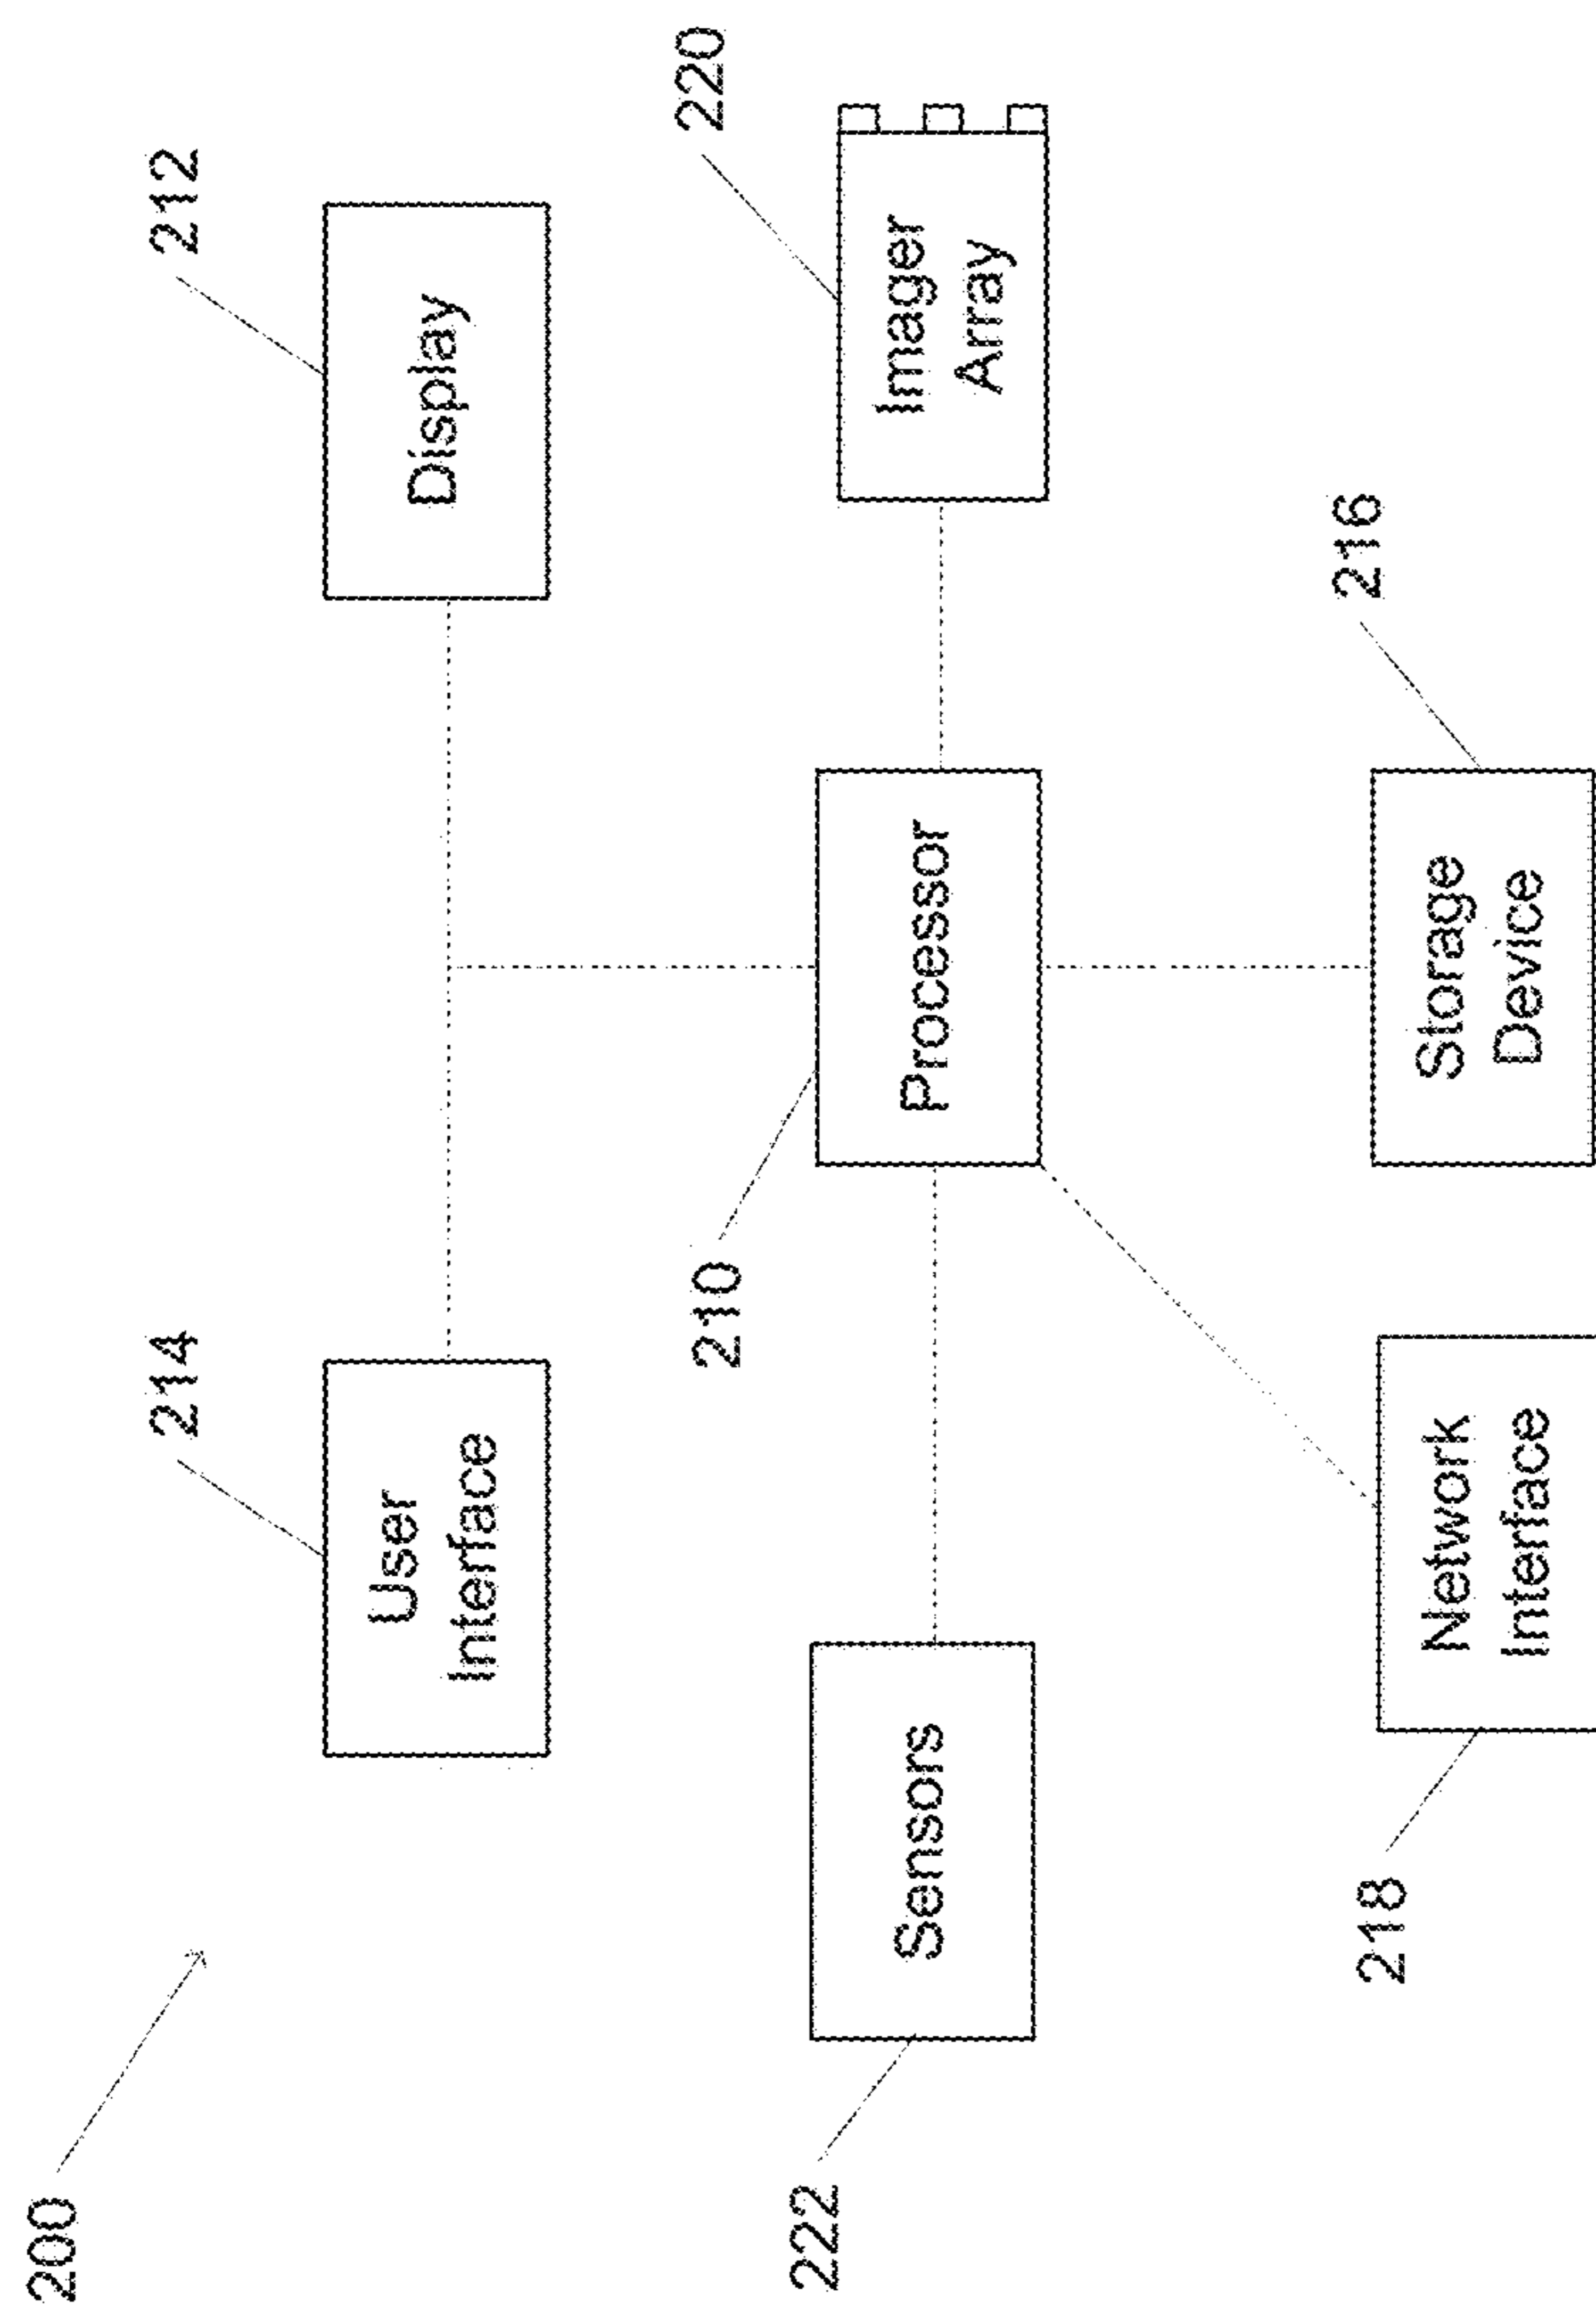 200
214
212
User
Interface
Display
210
220
222
Sensors
Processor
Imager
Array
218
216
Network
Interface
Storage
Device